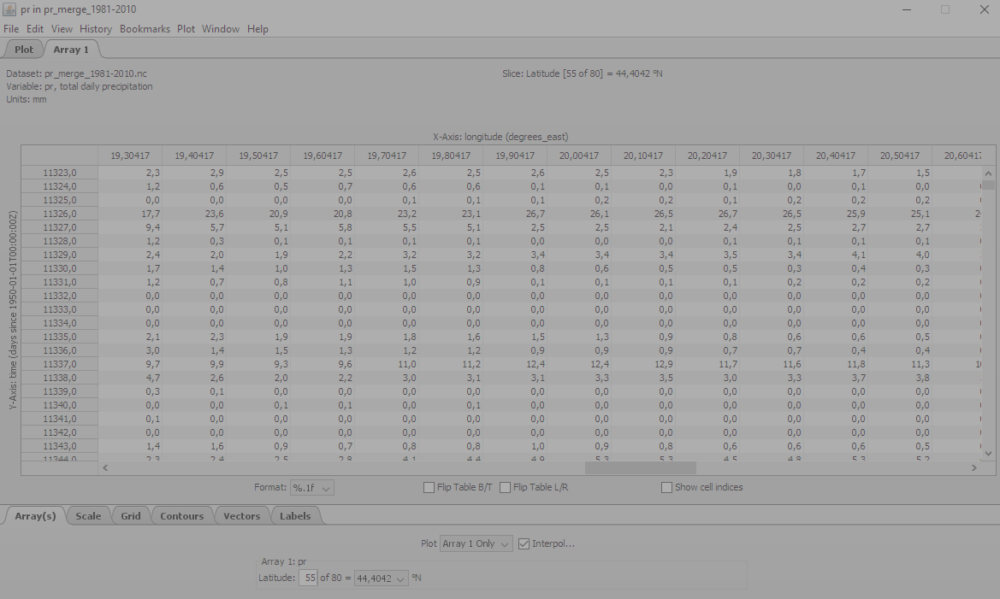 pr in pr_merge_1981-2010
File Edit View History Bookmarks Plot Window Help
Plot Array 1
Dataset: pr_merge_1981-2010.nc
Slice: Latitude [55 of 80] = 44,4042 °N
Variable: pr, total daily precipitation
Units: mm
X-Axis: longitude (degrees_east)
Y-Axis: time (days since 1950-01-01T00:00:00Z)
19,30417 19,40417 19,50417 19,60417 19,70417 19,80417 19,90417 20,00417 20,10417 20,20417 20,30417 20,40417 20,50417 20,60417
11323,0 2,3 2,9 2,5 2,5 2,6 2,5 2,6 2,5 2,3 1,9 1,8 1,7 1,5
11324,0 1,2 0,6 0,5 0,7 0,6 0,6 0,1 0,1 0,0 0,1 0,0 0,1 0,0
11325,0 0,0 0,0 0,0 0,0 0,1 0,1 0,1 0,2 0,2 0,1 0,2 0,2 0,2
11326,0 17,7 23,6 20,9 20,8 23,2 23,1 26,7 26,1 26,5 26,7 26,5 25,9 25,1
11327,0 9,4 5,7 5,1 5,8 5,5 5,1 2,5 2,5 2,1 2,4 2,5 2,7 2,7
11328,0 1,2 0,3 0,1 0,1 0,1 0,1 0,0 0,0 0,0 0,1 0,1 0,1 0,1
11329,0 2,4 2,0 1,9 2,2 3,2 3,2 3,4 3,4 3,4 3,5 3,4 4,1 4,0
11330,0 1,7 1,4 1,0 1,3 1,5 1,3 0,8 0,6 0,5 0,5 0,3 0,4 0,3
11331,0 1,2 0,7 0,8 1,1 1,0 0,9 0,1 0,1 0,1 0,1 0,2 0,2 0,2
11332,0 0,0 0,0 0,0 0,0 0,0 0,0 0,0 0,0 0,0 0,0 0,0 0,0 0,0
11333,0 0,0 0,0 0,0 0,0 0,0 0,0 0,0 0,0 0,0 0,0 0,0 0,0 0,0
11334,0 0,0 0,0 0,0 0,0 0,0 0,0 0,0 0,0 0,0 0,0 0,0 0,0 0,0
11335,0 2,1 2,3 1,9 1,9 1,8 1,6 1,5 1,3 0,9 0,8 0,6 0,6 0,5
11336,0 3,0 1,4 1,5 1,3 1,2 1,2 0,9 0,9 0,9 0,7 0,7 0,4 0,4
11337,0 9,7 9,9 9,3 9,6 11,0 11,2 12,4 12,4 12,9 11,7 11,6 11,8 11,3
11338,0 4,7 2,6 2,0 2,2 3,0 3,1 3,1 3,3 3,5 3,0 3,3 3,7 3,8
11339,0 0,3 0,1 0,0 0,0 0,0 0,0 0,0 0,0 0,0 0,0 0,0 0,0 0,0
11340,0 0,0 0,0 0,1 0,1 0,0 0,1 0,0 0,0 0,0 0,0 0,0 0,0 0,0
11341,0 0,1 0,0 0,0 0,0 0,0 0,0 0,0 0,0 0,0 0,0 0,0 0,0 0,0
11342,0 0,0 0,0 0,0 0,0 0,0 0,0 0,0 0,0 0,0 0,0 0,0 0,0 0,0
11343,0 1,4 1,6 0,9 0,7 0,8 0,8 1,0 0,9 0,8 0,6 0,6 0,6 0,5
11344,0 2,3 2,4 2,5 2,8 4,1 4,4 4,9 5,3 5,3 4,5 4,8 5,3 5,2
Format: %.1f Flip Table B/T Flip Table L/R Show cell indices
Array(s) Scale Grid Contours Vectors Labels
Plot Array 1 Only Interpol...
Array 1: pr
Latitude: 55 of 80 = 44,4042 °N